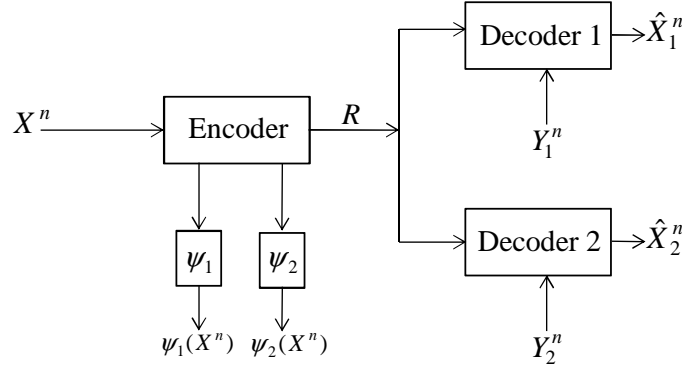 Decoder 1
X̂₁ⁿ
Xⁿ
Encoder
R
Y₁ⁿ
ψ₁
ψ₂
Decoder 2
X̂₂ⁿ
ψ₁(Xⁿ)
ψ₂(Xⁿ)
Y₂ⁿ